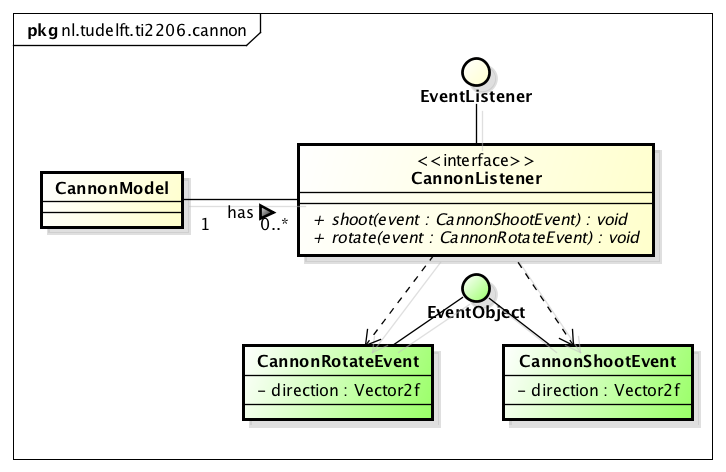 pkg nl.tudelft.ti2206.cannon
EventListener
<<interface>>
CannonListener
+ shoot(event : CannonShootEvent) : void
+ rotate(event : CannonRotateEvent) : void
CannonModel
has
1
0..*
EventObject
CannonRotateEvent
- direction : Vector2f
CannonShootEvent
- direction : Vector2f